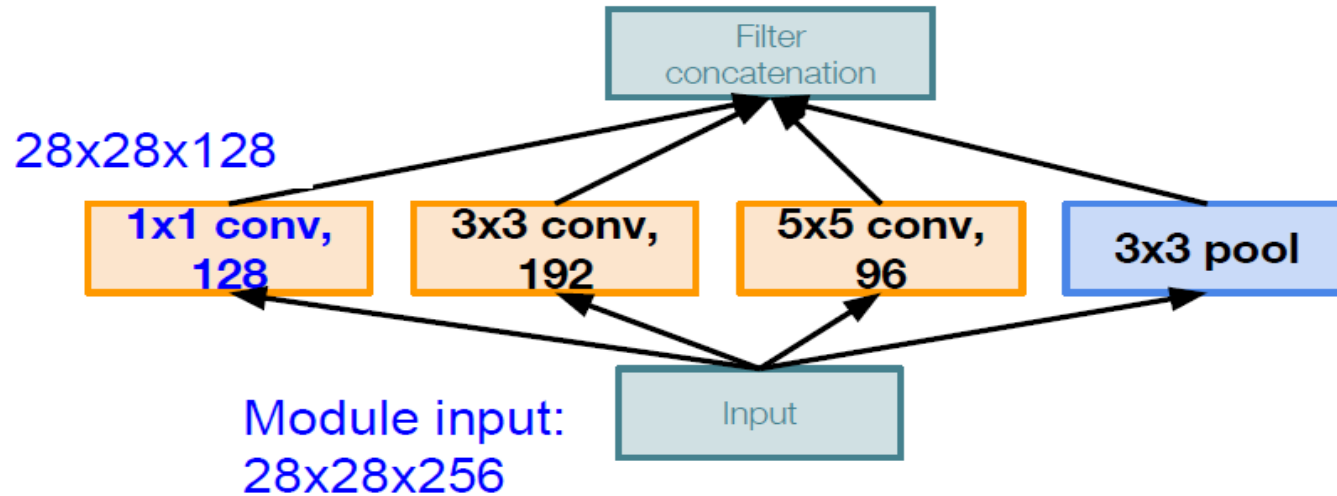 Filter
concatenation
28x28x128
1x1 conv,
128
3x3 conv,
192
5x5 conv,
96
3x3 pool
Input
Module input:
28x28x256